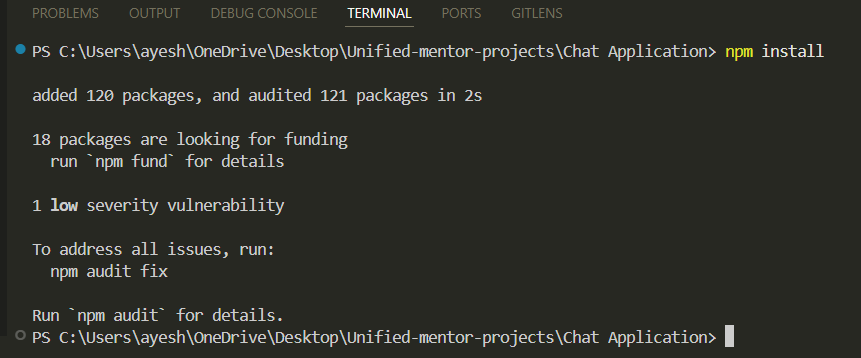 PROBLEMS OUTPUT DEBUG CONSOLE TERMINAL PORTS GITLENS
PS C:\Users\ayesh\OneDrive\Desktop\Unified-mentor-projects\Chat Application> npm install
added 120 packages, and audited 121 packages in 2s
18 packages are looking for funding
  run `npm fund` for details
1 low severity vulnerability
To address all issues, run:
  npm audit fix
Run `npm audit` for details.
PS C:\Users\ayesh\OneDrive\Desktop\Unified-mentor-projects\Chat Application>